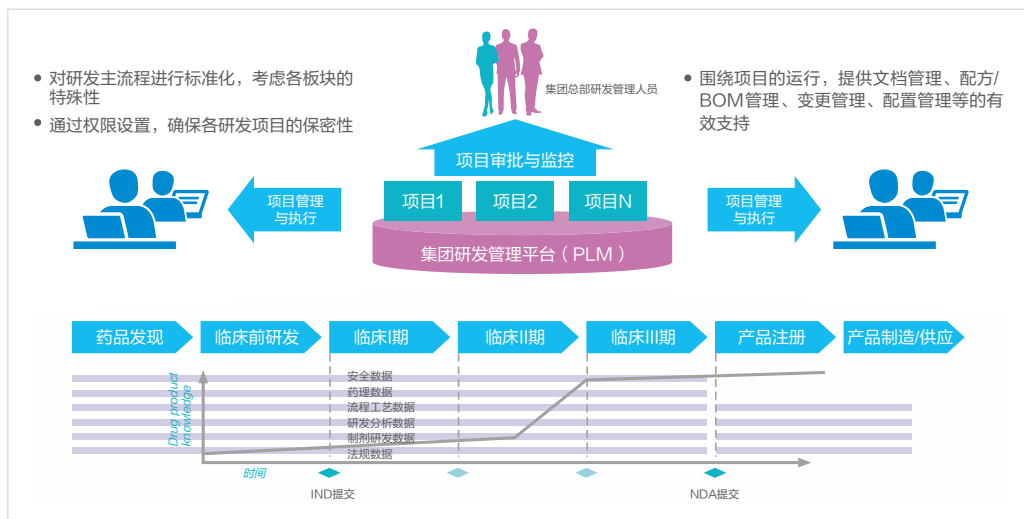 • 对研发主流程进行标准化，考虑各板块的
特殊性
• 通过权限设置，确保各研发项目的保密性
集团总部研发管理人员
• 围绕项目的运行，提供文档管理、配方/
BOM管理、变更管理、配置管理等的有
效支持
项目审批与监控
项目管理
与执行
项目1
项目2
项目N
项目管理
与执行
集团研发管理平台（PLM）
药品发现
临床前研发
临床I期
临床II期
临床III期
产品注册
产品制造/供应
Drug product
knowledge
安全数据
药理数据
流程工艺数据
研发分析数据
制剂研发数据
法规数据
时间
IND提交
NDA提交